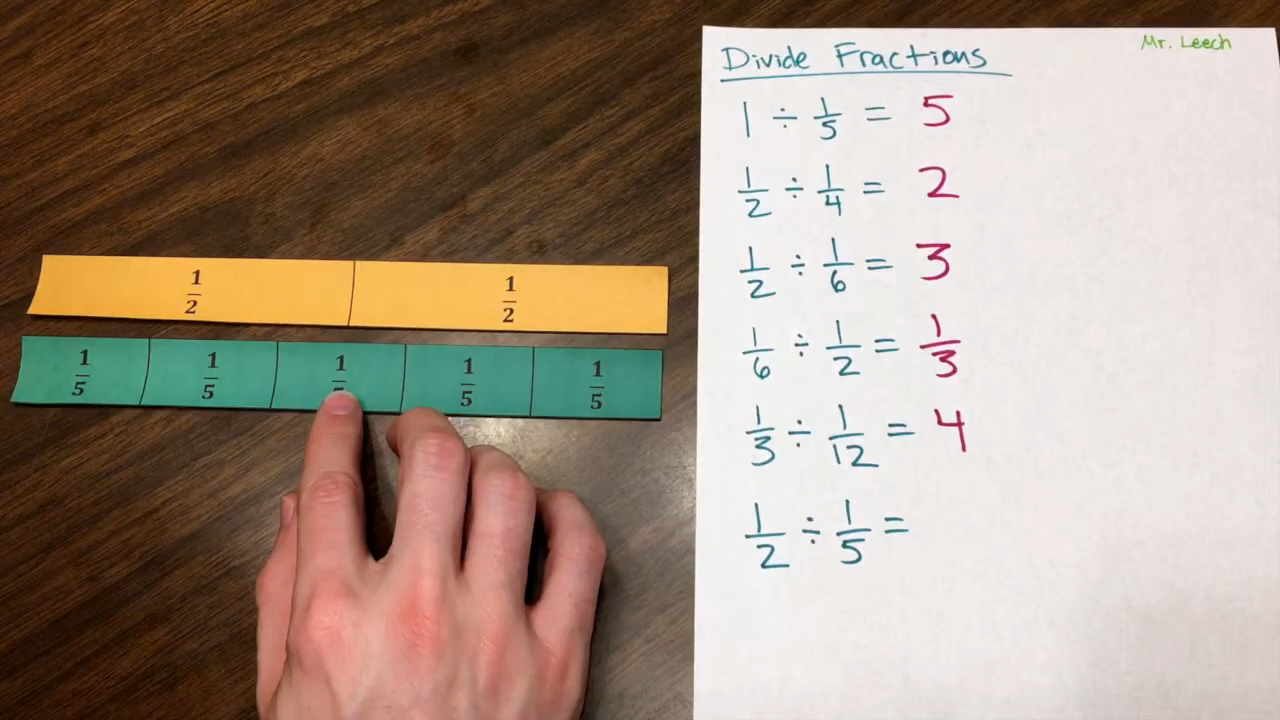 1/2 1/2
1/5 1/5 1/5 1/5 1/5
Mr. Leech
Divide Fractions
1 ÷ 1/5 = 5
1/2 ÷ 1/4 = 2
1/2 ÷ 1/6 = 3
1/6 ÷ 1/2 = 1/3
1/3 ÷ 1/12 = 4
1/2 ÷ 1/5 =